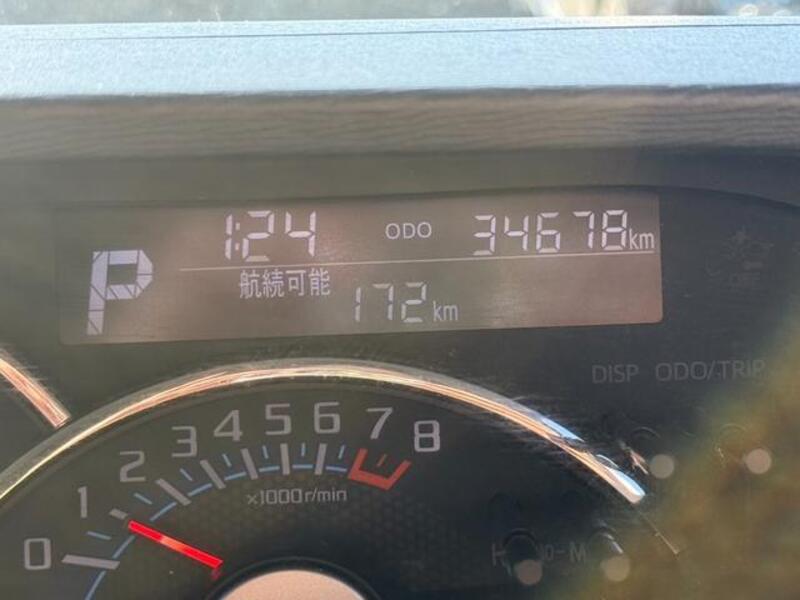 1:24 ODO 34678km
P
航続可能 172km
DISP ODO/TRIP
0 1 2 3 4 5 6 7 8
×1000r/min